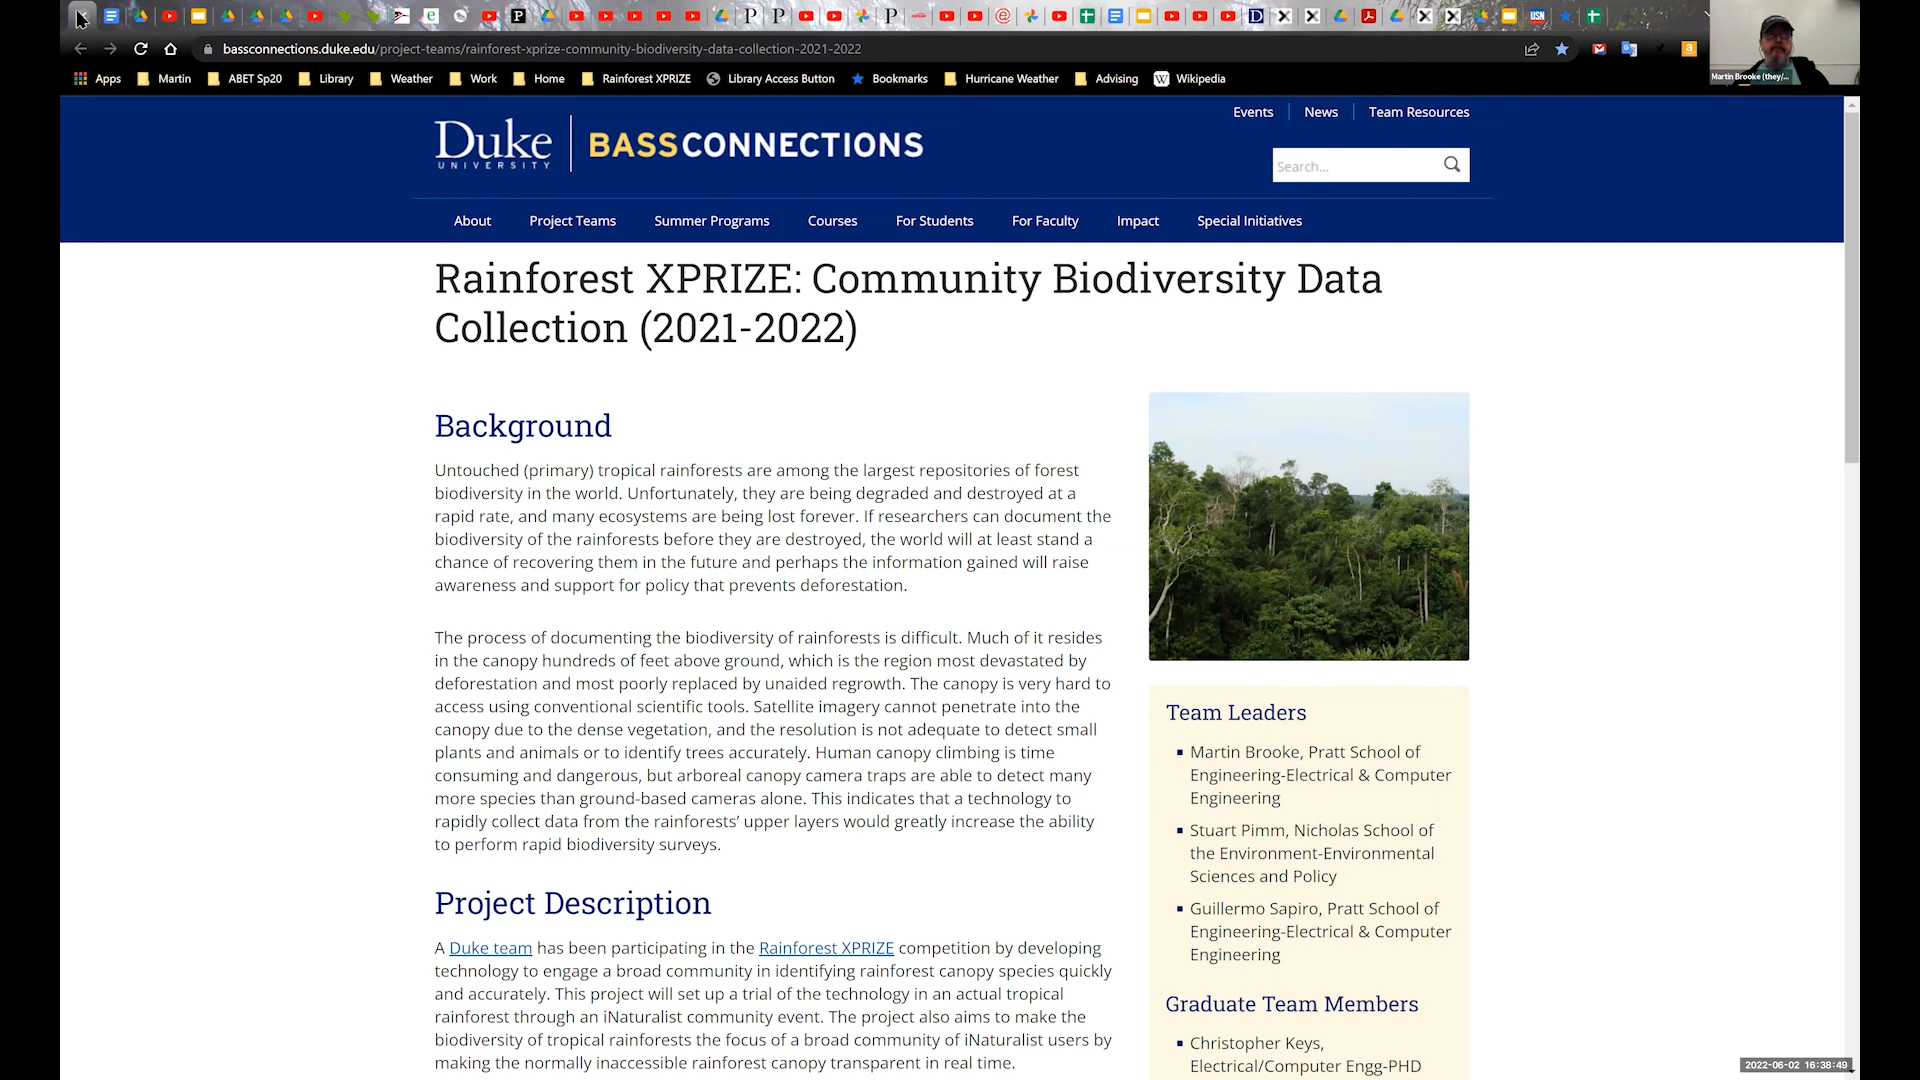 bassconnections.duke.edu/project-teams/rainforest-xprize-community-biodiversity-data-collection-2021-2022
Apps Martin ABET Sp20 Library Weather Work Home Rainforest XPRIZE Library Access Button Bookmarks Hurricane Weather Advising Wikipedia
Martin Brooke (they/...
Events News Team Resources
Duke UNIVERSITY BASSCONNECTIONS
Search...
About Project Teams Summer Programs Courses For Students For Faculty Impact Special Initiatives
Rainforest XPRIZE: Community Biodiversity Data
Collection (2021-2022)
Background
Untouched (primary) tropical rainforests are among the largest repositories of forest
biodiversity in the world. Unfortunately, they are being degraded and destroyed at a
rapid rate, and many ecosystems are being lost forever. If researchers can document the
biodiversity of the rainforests before they are destroyed, the world will at least stand a
chance of recovering them in the future and perhaps the information gained will raise
awareness and support for policy that prevents deforestation.
The process of documenting the biodiversity of rainforests is difficult. Much of it resides
in the canopy hundreds of feet above ground, which is the region most devastated by
deforestation and most poorly replaced by unaided regrowth. The canopy is very hard to
access using conventional scientific tools. Satellite imagery cannot penetrate into the
canopy due to the dense vegetation, and the resolution is not adequate to detect small
plants and animals or to identify trees accurately. Human canopy climbing is time
consuming and dangerous, but arboreal canopy camera traps are able to detect many
more species than ground-based cameras alone. This indicates that a technology to
rapidly collect data from the rainforests' upper layers would greatly increase the ability
to perform rapid biodiversity surveys.
Project Description
A Duke team has been participating in the Rainforest XPRIZE competition by developing
technology to engage a broad community in identifying rainforest canopy species quickly
and accurately. This project will set up a trial of the technology in an actual tropical
rainforest through an iNaturalist community event. The project also aims to make the
biodiversity of tropical rainforests the focus of a broad community of iNaturalist users by
making the normally inaccessible rainforest canopy transparent in real time.
Team Leaders
Martin Brooke, Pratt School of
Engineering-Electrical & Computer
Engineering
Stuart Pimm, Nicholas School of
the Environment-Environmental
Sciences and Policy
Guillermo Sapiro, Pratt School of
Engineering-Electrical & Computer
Engineering
Graduate Team Members
Christopher Keys,
Electrical/Computer Engg-PHD
2022-06-02 16:38:49